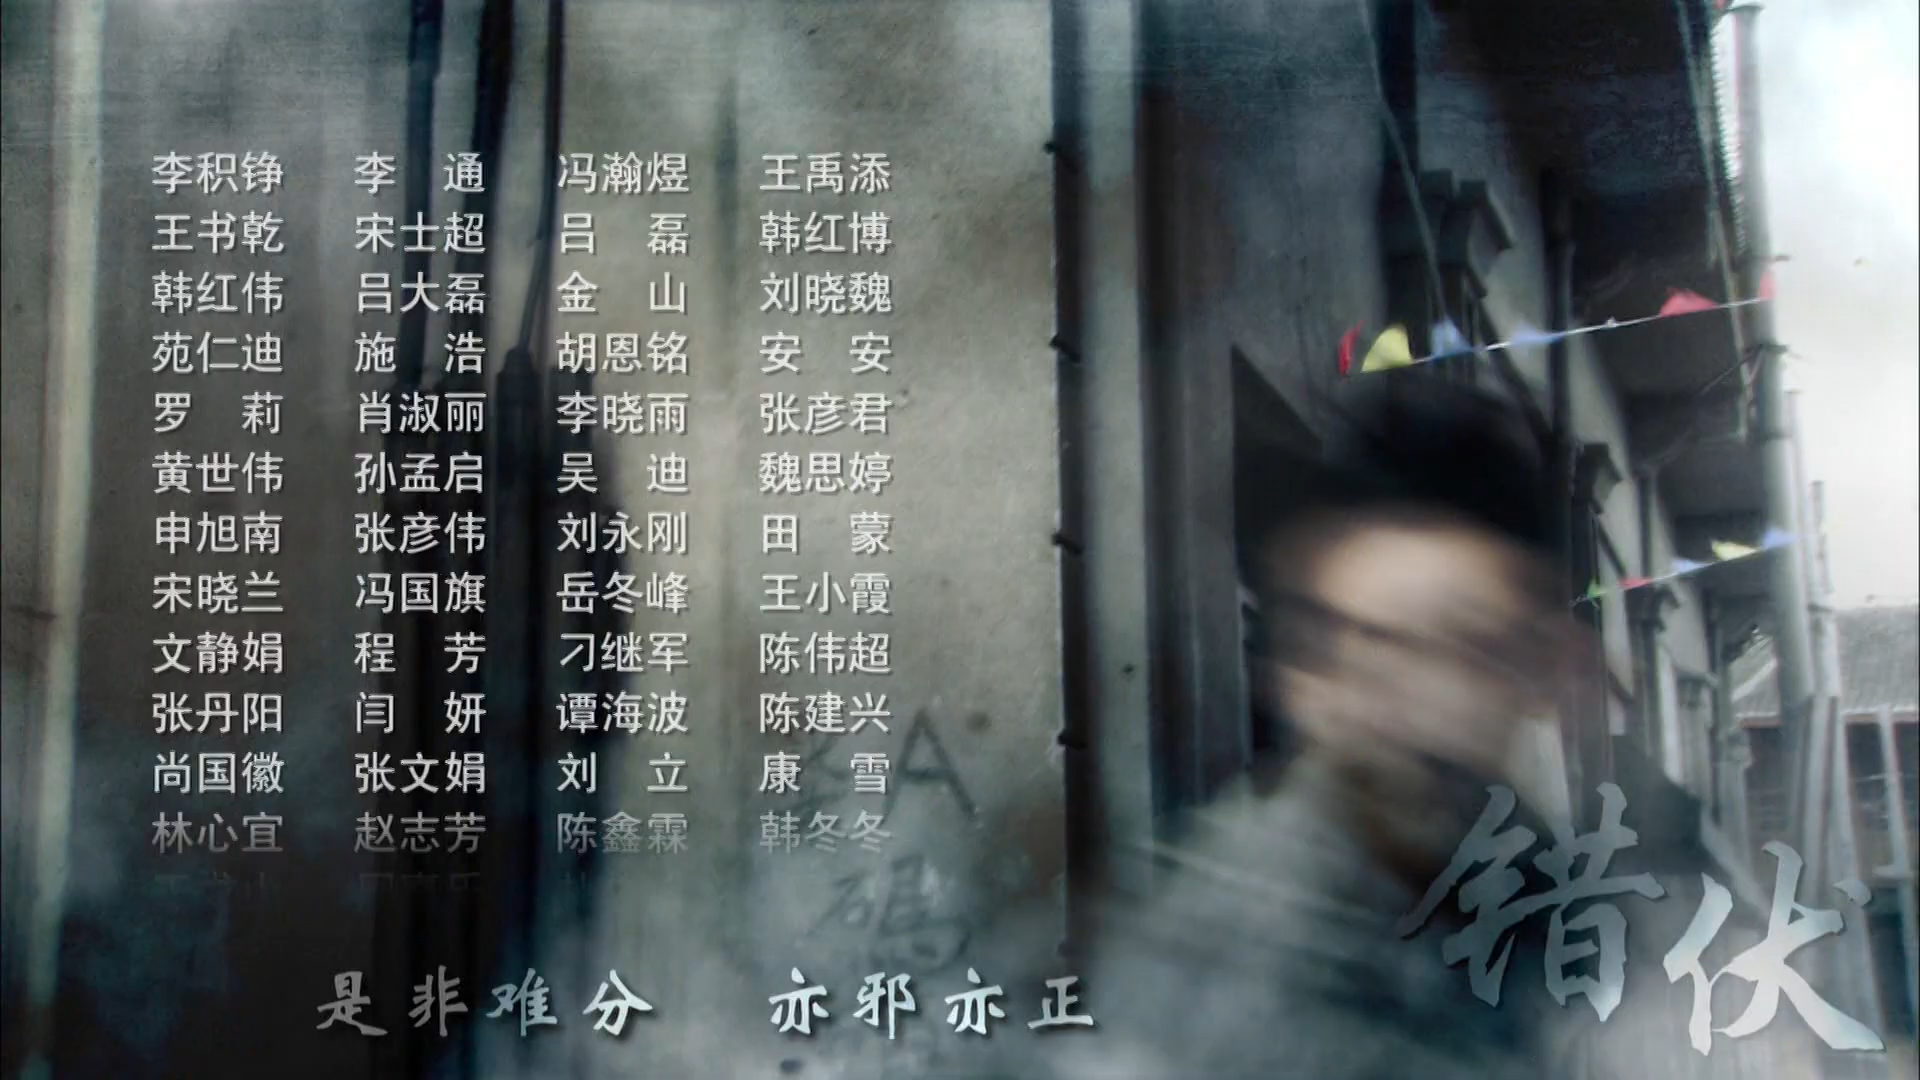 李积铮 李通 冯瀚煜 王禹添
王书乾 宋士超 吕磊 韩红博
韩红伟 吕大磊 金山 刘晓魏
苑仁迪 施浩 胡恩铭 安安
罗莉 肖淑丽 李晓雨 张彦君
黄世伟 孙孟启 吴迪 魏思婷
申旭南 张彦伟 刘永刚 田蒙
宋晓兰 冯国旗 岳冬峰 王小霞
文静娟 程芳 刁继军 陈伟超
张丹阳 闫妍 谭海波 陈建兴
尚国徽 张文娟 刘立 康雪
林心宜 赵志芳 陈鑫霖 韩冬冬
A
碼
是非难分 亦邪亦正
错伏